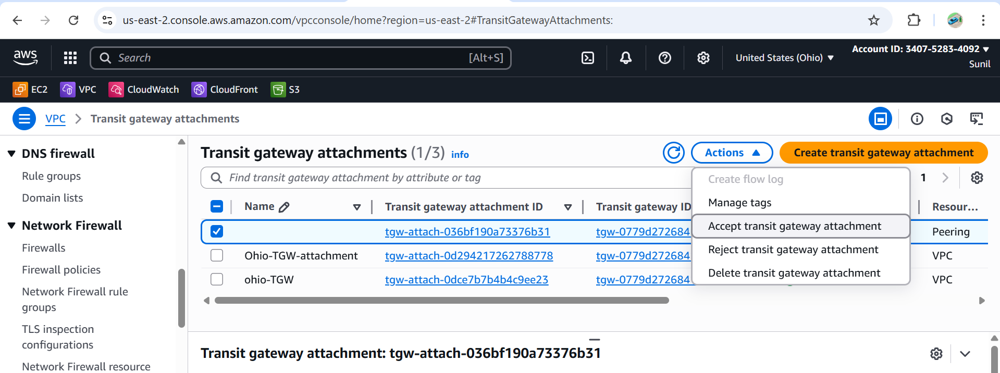 us-east-2.console.aws.amazon.com/vpcconsole/home?region=us-east-2#TransitGatewayAttachments:
aws
Search
[Alt+S]
United States (Ohio)
Account ID: 3407-5283-4092
Sunil
EC2
VPC
CloudWatch
CloudFront
S3
VPC
Transit gateway attachments
DNS firewall
Rule groups
Domain lists
Network Firewall
Firewalls
Firewall policies
Network Firewall rule
groups
TLS inspection
configurations
Network Firewall resource
Transit gateway attachments (1/3) info
Actions
Create transit gateway attachment
Find transit gateway attachment by attribute or tag
1
Create flow log
Manage tags
Accept transit gateway attachment
Reject transit gateway attachment
Delete transit gateway attachment
Name
Transit gateway attachment ID
Transit gateway ID
Resour...
tgw-attach-036bf190a73376b31
tgw-0779d272684
Peering
Ohio-TGW-attachment
tgw-attach-0d294217262788778
tgw-0779d272684
VPC
ohio-TGW
tgw-attach-0dce7b7b4b4c9ee23
tgw-0779d272684
VPC
Transit gateway attachment: tgw-attach-036bf190a73376b31